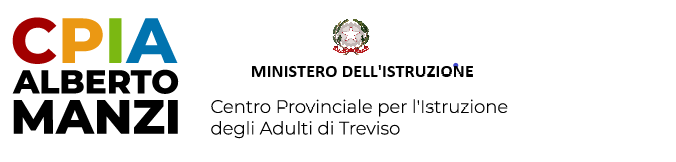 CPIA
ALBERTO
MANZI
MINISTERO DELL'ISTRUZIONE
Centro Provinciale per l'Istruzione
degli Adulti di Treviso